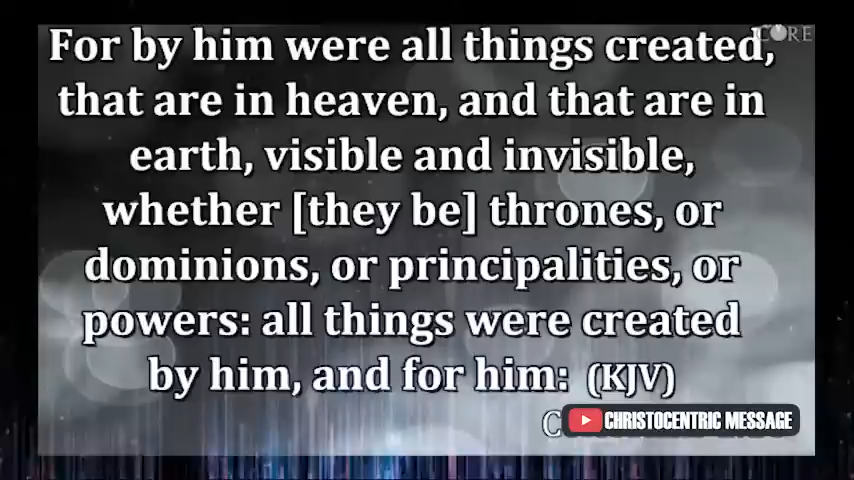 For by him were all things created,
that are in heaven, and that are in
earth, visible and invisible,
whether [they be] thrones, or
dominions, or principalities, or
powers: all things were created
by him, and for him: (KJV)
CHRISTOCENTRIC MESSAGE